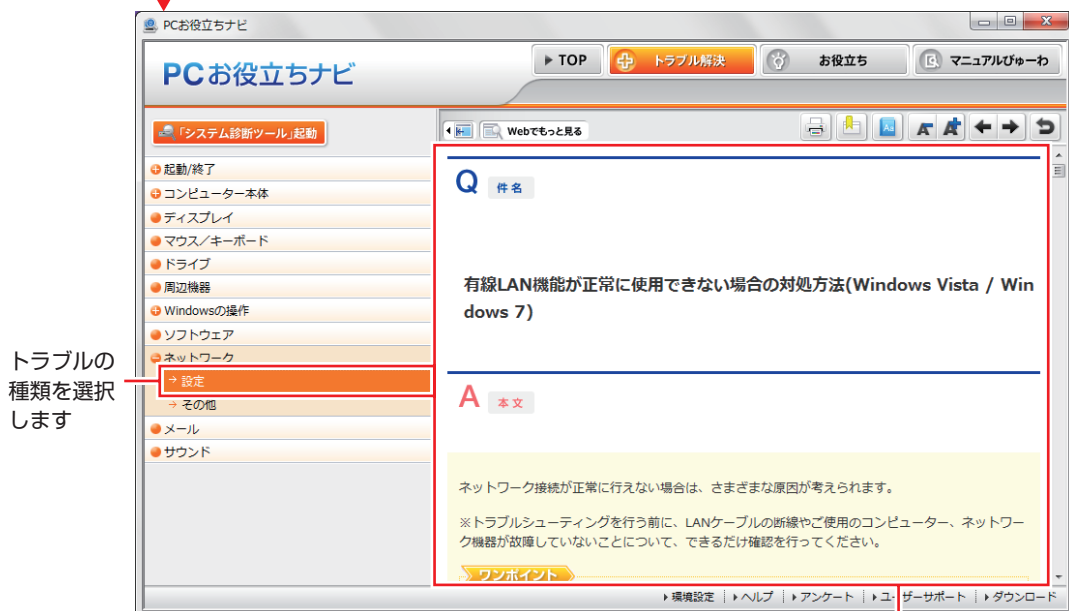 PCお役立ちナビ
PCお役立ちナビ
TOP
トラブル解決
お役立ち
マニュアルびゅーわ
「システム診断ツール」起動
Webでもっと見る
Aa
A
A
起動/終了
コンピューター本体
ディスプレイ
マウス／キーボード
ドライブ
周辺機器
Windowsの操作
ソフトウェア
ネットワーク
設定
その他
メール
サウンド
トラブルの
種類を選択
します
Q 件名
有線LAN機能が正常に使用できない場合の対処方法(Windows Vista / Win
dows 7)
A 本文
ネットワーク接続が正常に行えない場合は、さまざまな原因が考えられます。
※トラブルシューティングを行う前に、LANケーブルの断線やご使用のコンピューター、ネットワー
ク機器が故障していないことについて、できるだけ確認を行ってください。
ワンポイント
環境設定 ヘルプ アンケート ユーザーサポート ダウンロード